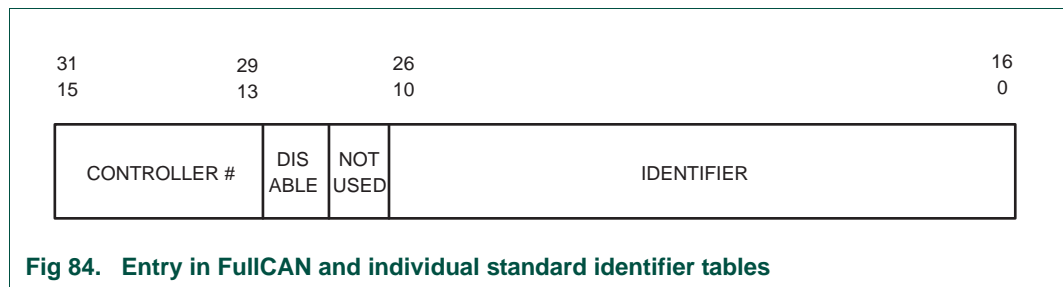 31 29 26 16
15 13 10 0
CONTROLLER # DIS ABLE NOT USED IDENTIFIER
Fig 84. Entry in FullCAN and individual standard identifier tables